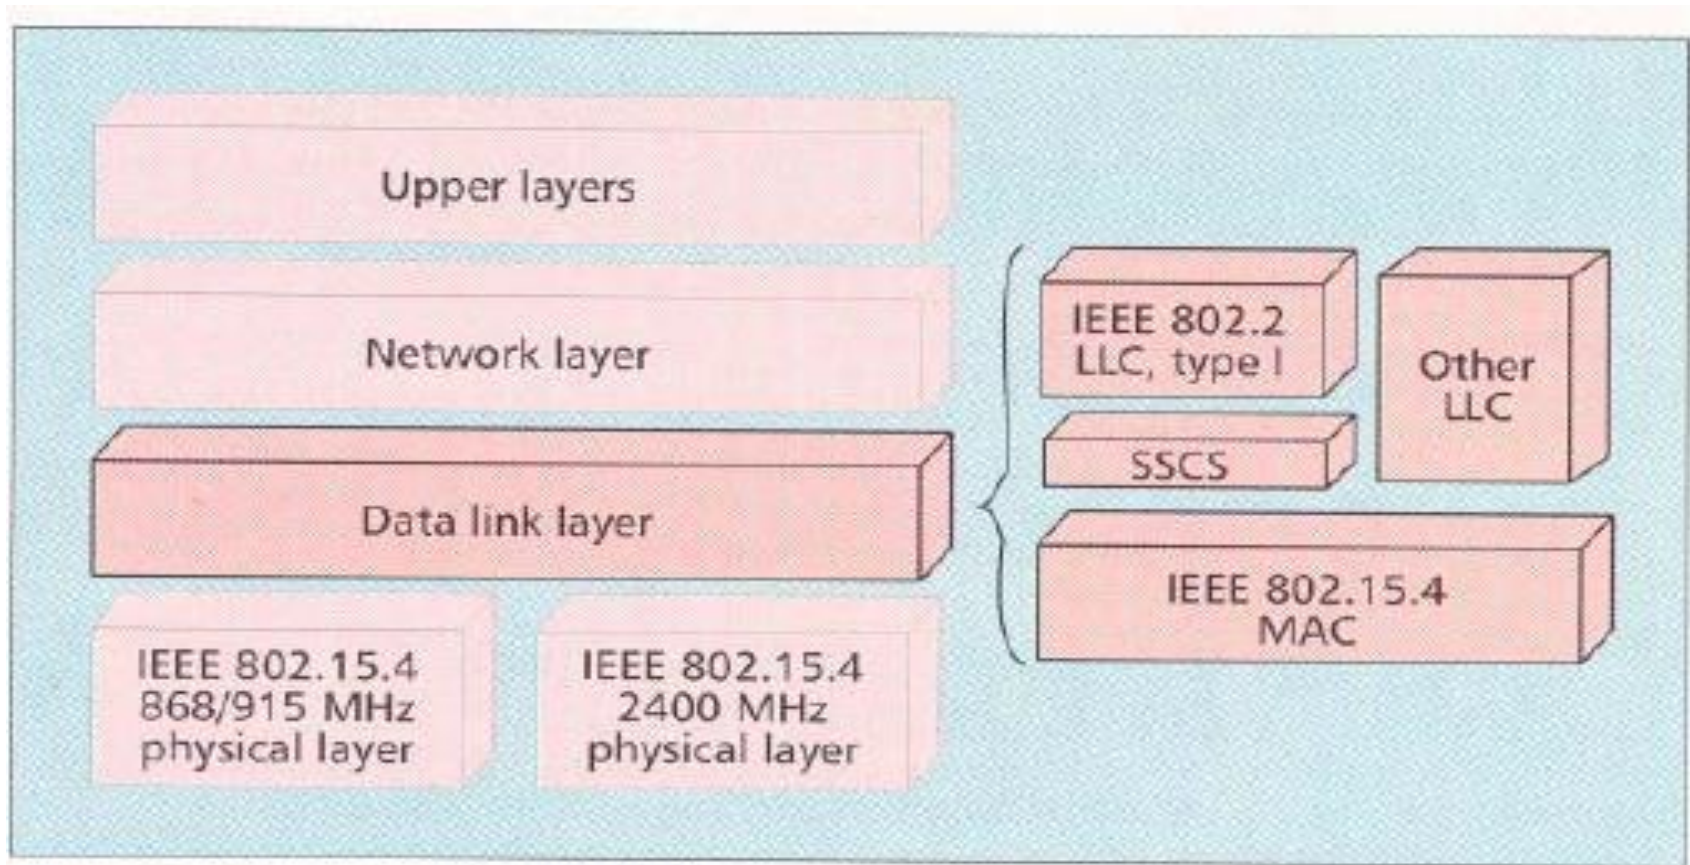 Upper layers
Network layer
Data link layer
IEEE 802.15.4
868/915 MHz
physical layer
IEEE 802.15.4
2400 MHz
physical layer
IEEE 802.2
LLC, type I
Other
LLC
SSCS
IEEE 802.15.4
MAC